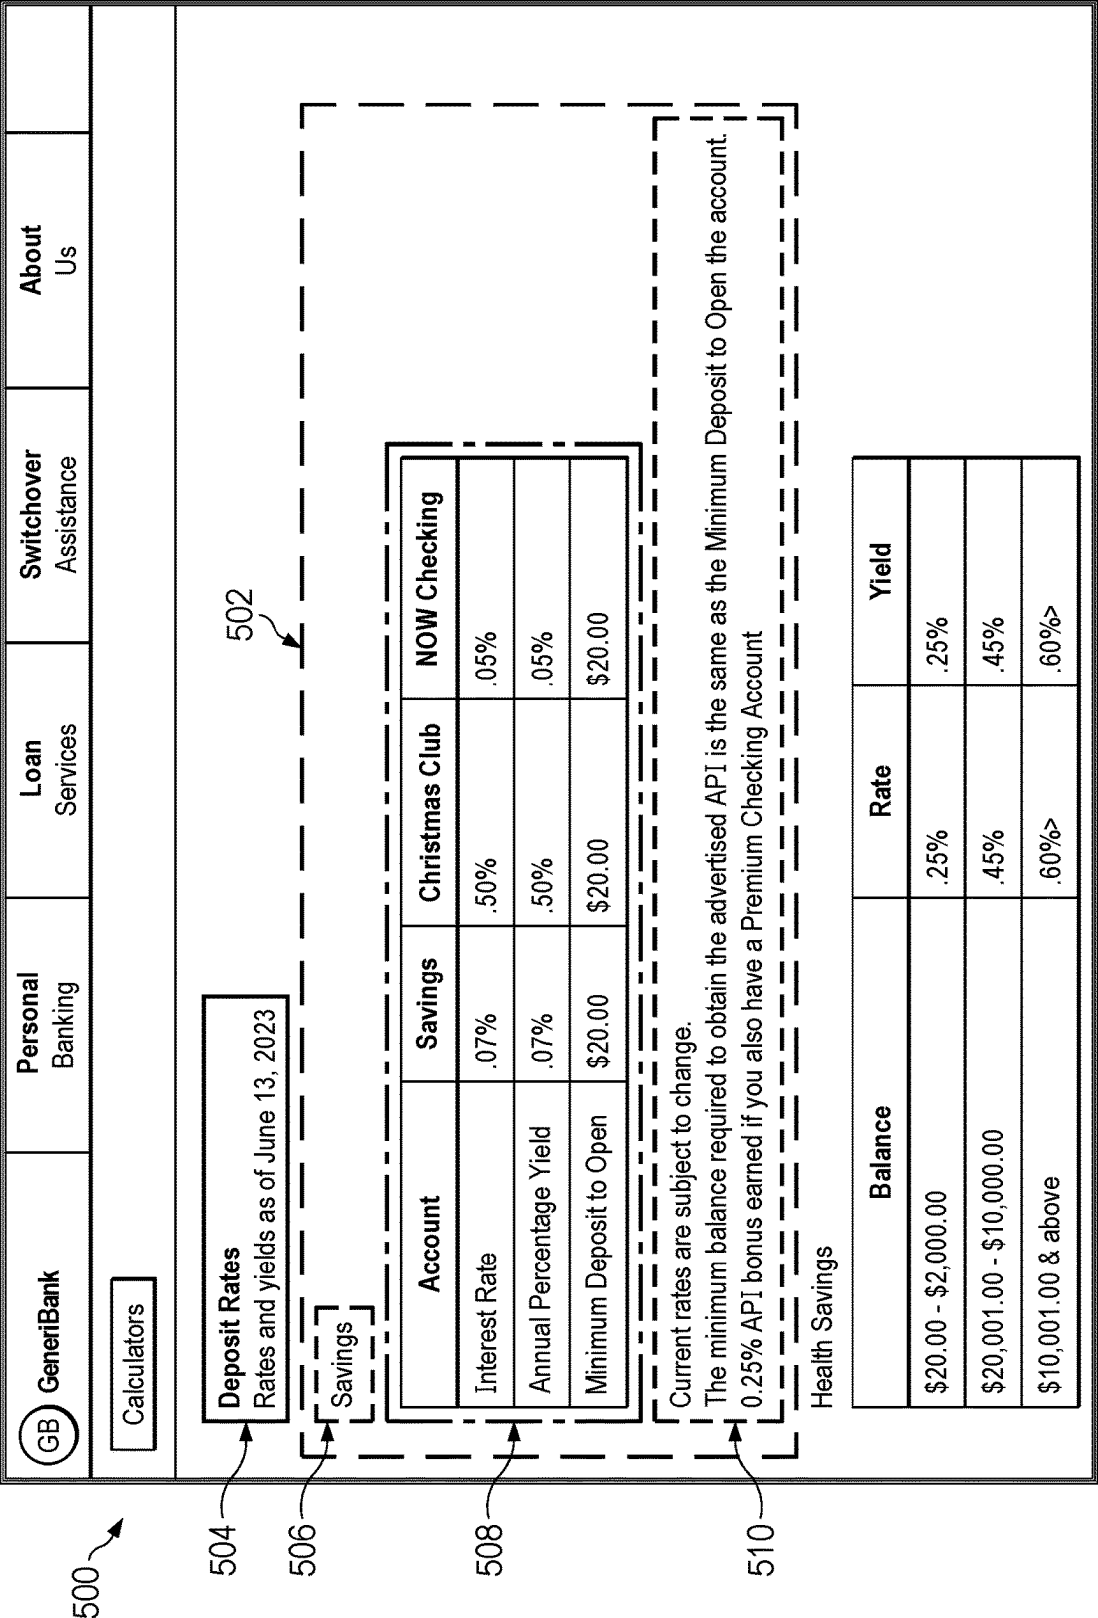 500
GB GeneriBank
Personal
Banking
Loan
Services
Switchover
Assistance
About
Us
Calculators
502
504
Deposit Rates
Rates and yields as of June 13, 2023
506
Savings
508
Account Savings Christmas Club NOW Checking
Interest Rate .07% .50% .05%
Annual Percentage Yield .07% .50% .05%
Minimum Deposit to Open $20.00 $20.00 $20.00
510
Current rates are subject to change.
The minimum balance required to obtain the advertised API is the same as the Minimum Deposit to Open the account.
0.25% API bonus earned if you also have a Premium Checking Account
Health Savings
Balance Rate Yield
$20.00 - $2,000.00 .25% .25%
$20,001.00 - $10,000.00 .45% .45%
$10,001.00 & above .60%> .60%>